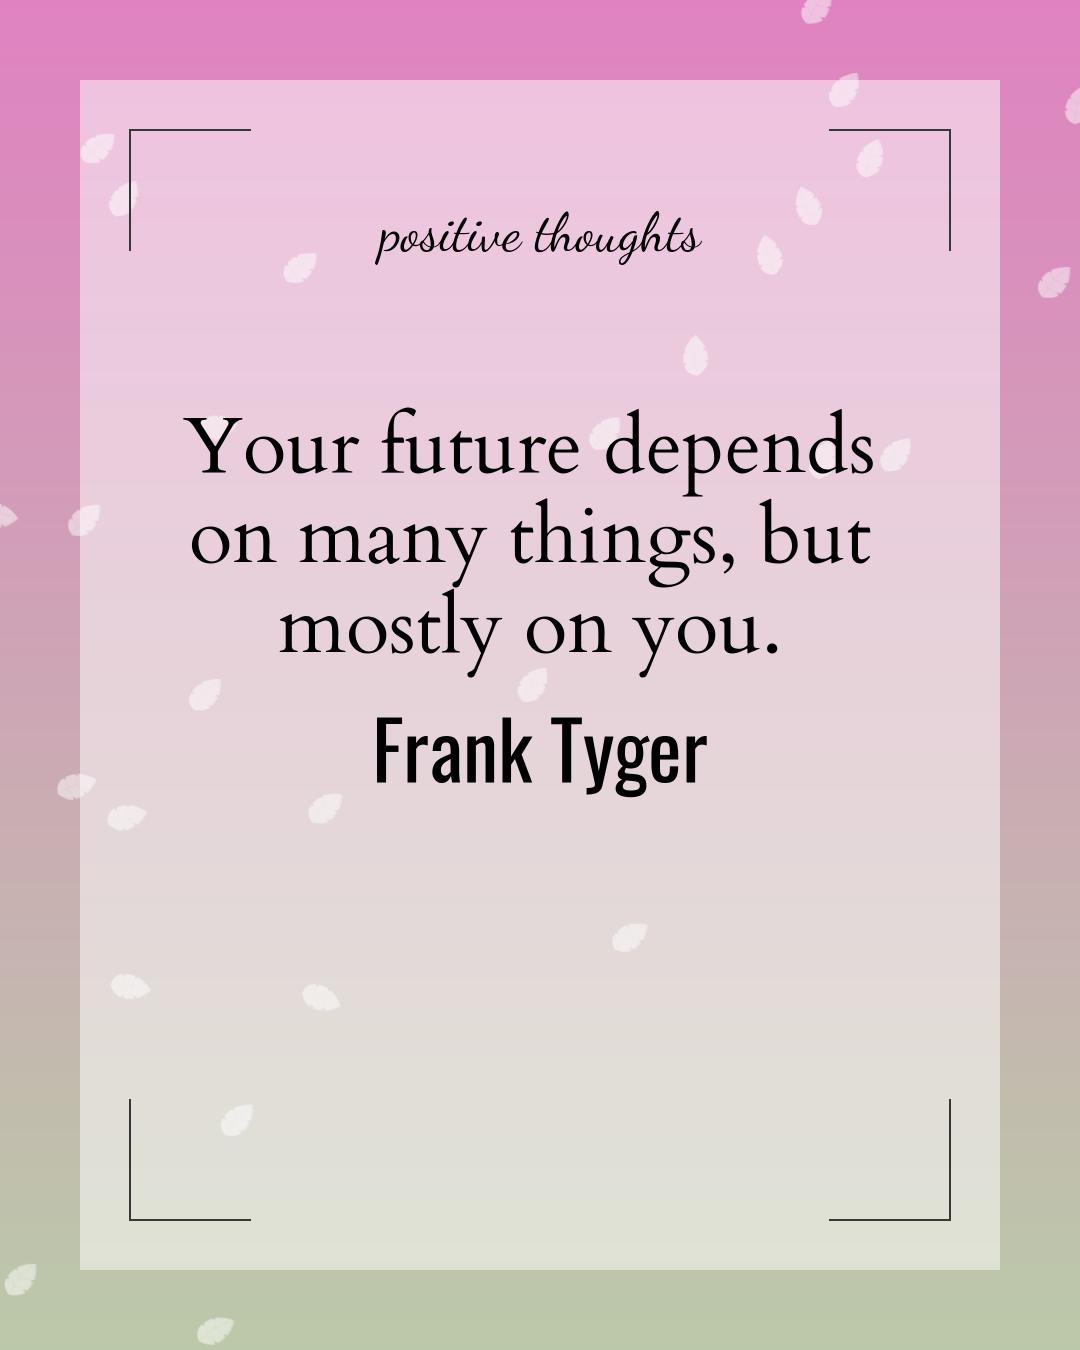 positive thoughts
Your future depends
on many things, but
mostly on you.
Frank Tyger